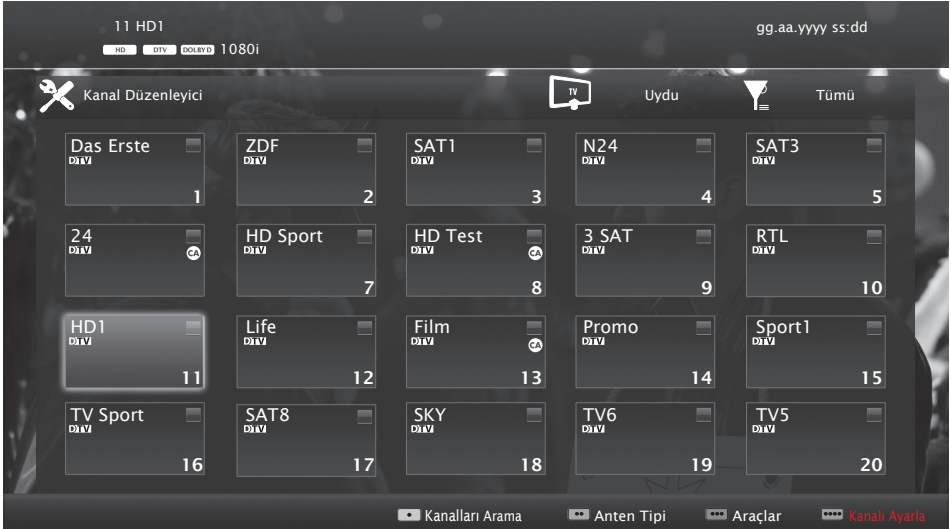 11 HD1
gg.aa.yyyy ss:dd
HD DTV DOLBY D 1080i
Kanal Düzenleyici
TV
Uydu
Tümü
Das Erste
DTV
1
ZDF
DTV
2
SAT1
DTV
3
N24
DTV
4
SAT3
DTV
5
24
DTV
CA
HD Sport
DTV
7
HD Test
DTV
CA
8
3 SAT
DTV
9
RTL
DTV
10
HD1
DTV
11
Life
DTV
12
Film
DTV
CA
13
Promo
DTV
14
Sport1
DTV
15
TV Sport
DTV
16
SAT8
DTV
17
SKY
DTV
18
TV6
DTV
19
TV5
DTV
20
Kanalları Arama
Anten Tipi
Araçlar
Kanalı Ayarla